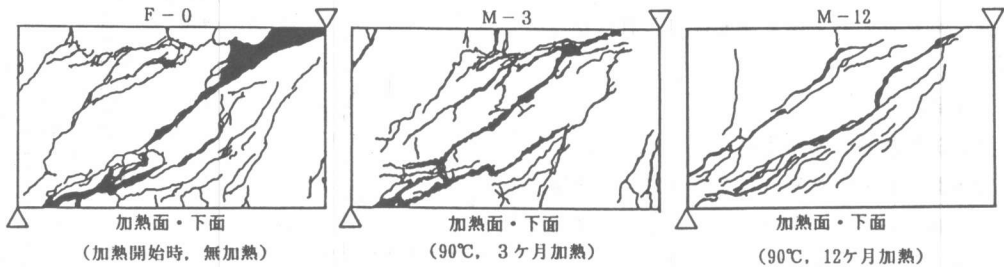 F-0
M-3
M-12
加熱面・下面
加熱面・下面
加熱面・下面
(加熱開始時, 無加熱)
(90℃, 3ケ月加熱)
(90℃, 12ケ月加熱)